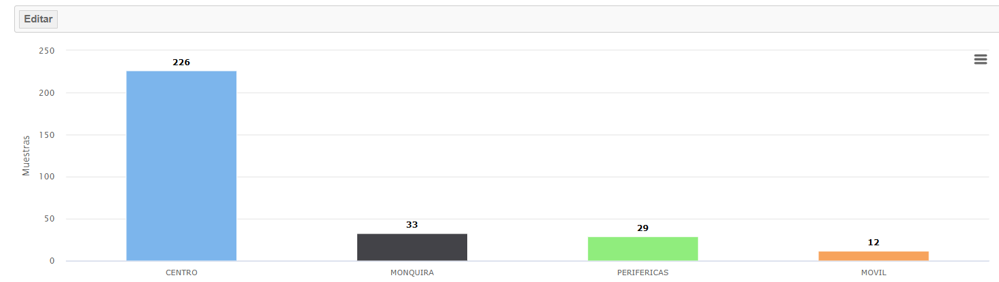 Editar
250
226
200
150
Muestras
100
50
33
29
12
0
CENTRO
MONQUIRA
PERIFERICAS
MOVIL